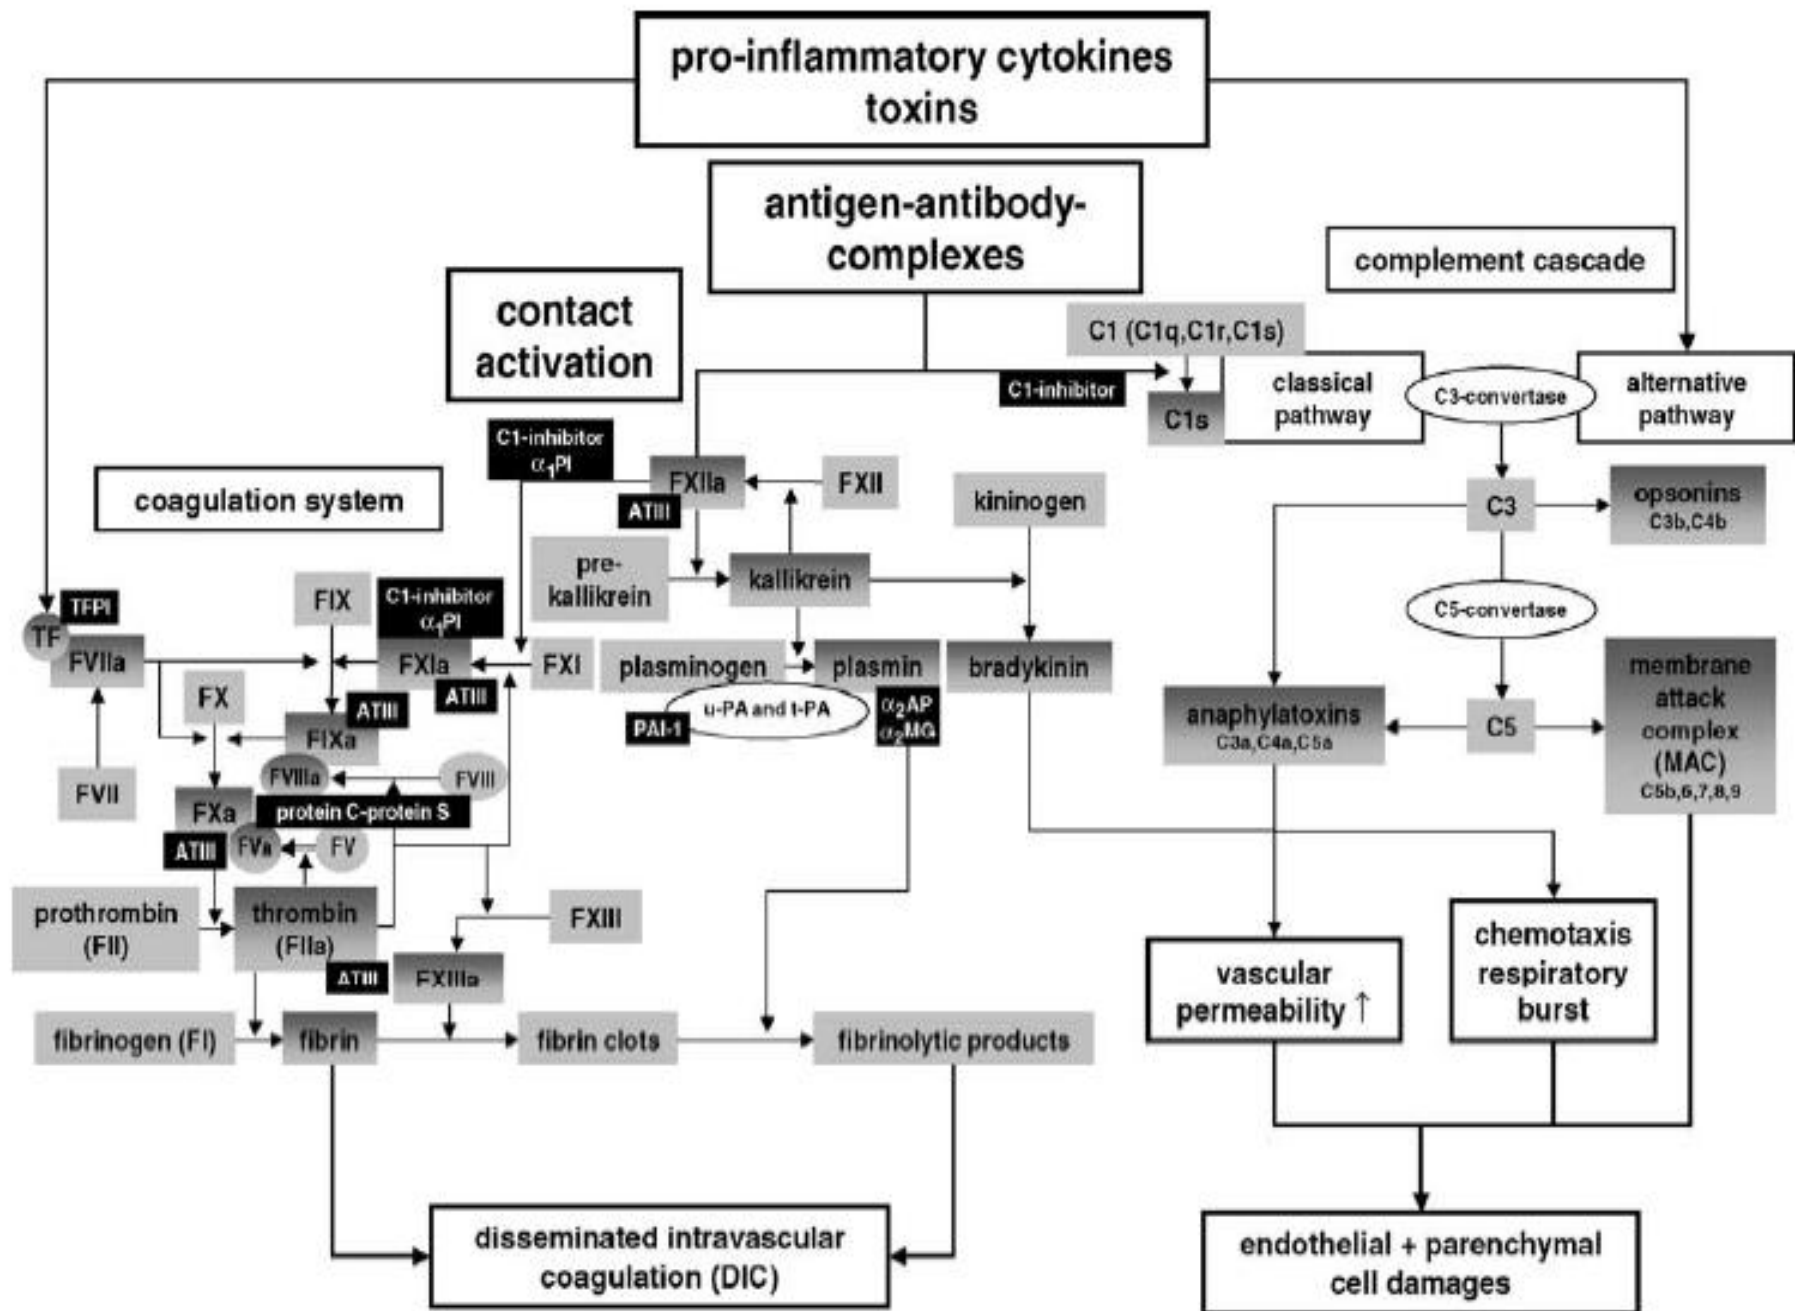 pro-inflammatory cytokines
toxins
antigen-antibody-
complexes
complement cascade
contact
activation
C1 (C1q,C1r,C1s)
C1-inhibitor
C1s
classical
pathway
C3-convertase
alternative
pathway
C1-inhibitor
α1PI
coagulation system
FXIIa
ATIII
FXII
kininogen
C3
opsonins
C3b,C4b
pre-
kallikrein
kallikrein
C5-convertase
TFPI
TF
FVIIa
FIX
C1-inhibitor
α1PI
FXIa
ATIII
FXI
plasminogen
plasmin
bradykinin
u-PA and t-PA
PAI-1
α2AP
α2MG
anaphylatoxins
C3a,C4a,C5a
C5
membrane
attack
complex
(MAC)
C5b,6,7,8,9
FX
ATIII
FIXa
FVII
FVIIIa
FVIII
FXa
protein C-protein S
ATIII
FVa
FV
prothrombin
(FII)
thrombin
(FIIa)
ATIII
FXIII
FXIIIa
vascular
permeability ↑
chemotaxis
respiratory
burst
fibrinogen (FI)
fibrin
fibrin clots
fibrinolytic products
disseminated intravascular
coagulation (DIC)
endothelial + parenchymal
cell damages